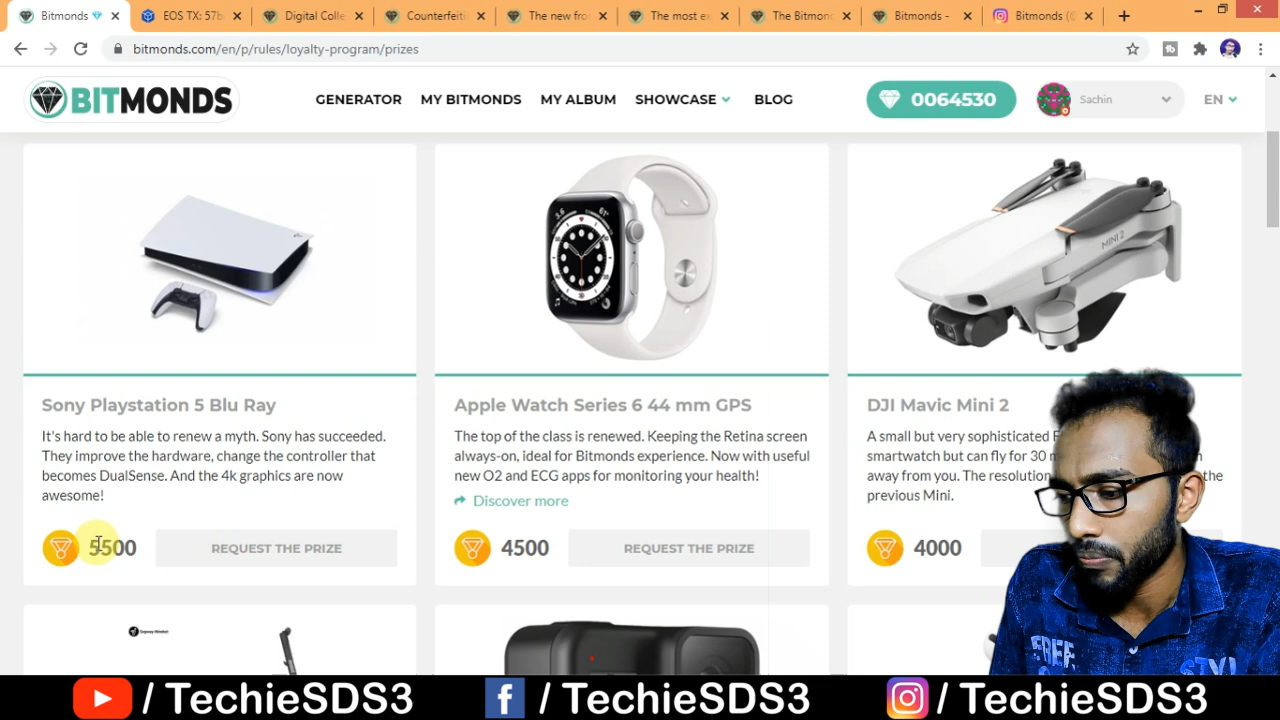 Bitmonds
EOS TX: 57b
Digital Colle
Counterfeiti
The new fro
The most ex
The Bitmond
Bitmonds -
Bitmonds (
bitmonds.com/en/p/rules/loyalty-program/prizes
BITMONDS
GENERATOR
MY BITMONDS
MY ALBUM
SHOWCASE
BLOG
0064530
Sachin
EN
MINI 2
Sony Playstation 5 Blu Ray
It's hard to be able to renew a myth. Sony has succeeded.
They improve the hardware, change the controller that
becomes DualSense. And the 4k graphics are now
awesome!
5500
REQUEST THE PRIZE
Apple Watch Series 6 44 mm GPS
The top of the class is renewed. Keeping the Retina screen
always-on, ideal for Bitmonds experience. Now with useful
new O2 and ECG apps for monitoring your health!
Discover more
4500
REQUEST THE PRIZE
DJI Mavic Mini 2
A small but very sophisticated
smartwatch but can fly for 30
away from you. The resolution
the
previous Mini.
4000
FREE
STYL
/ TechieSDS3
/ TechieSDS3
/ TechieSDS3